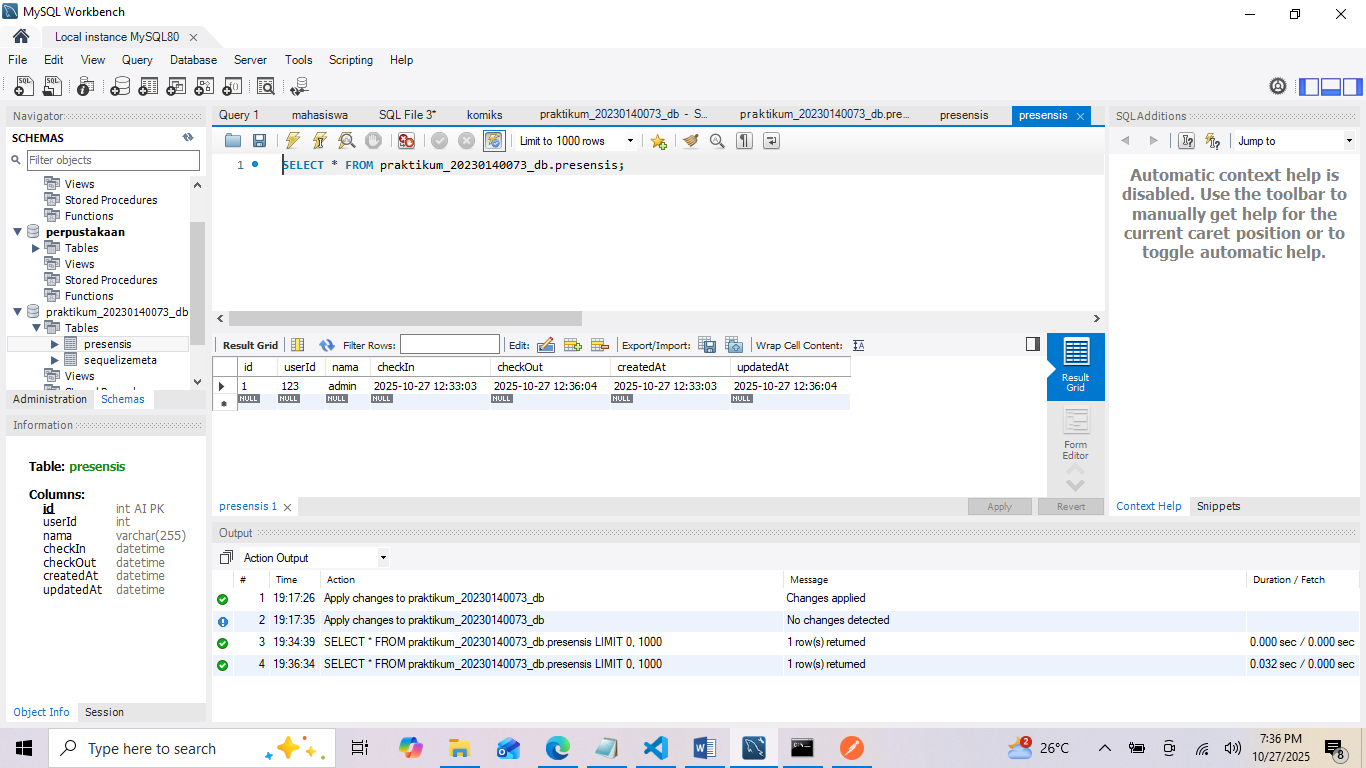 MySQL Workbench
Local instance MySQL80
File Edit View Query Database Server Tools Scripting Help
Navigator
SCHEMAS
Filter objects
Views
Stored Procedures
Functions
perpustakaan
Tables
Views
Stored Procedures
Functions
praktikum_20230140073_db
Tables
presensis
sequelizemeta
Views
Administration Schemas
Information
Table: presensis
Columns:
id int AI PK
userId int
nama varchar(255)
checkIn datetime
checkOut datetime
createdAt datetime
updatedAt datetime
Object Info Session
Query 1 mahasiswa SQL File 3* komiks praktikum_20230140073_db - S... praktikum_20230140073_db.pre... presensis presensis
Limit to 1000 rows
1 SELECT * FROM praktikum_20230140073_db.presensis;
Result Grid Filter Rows: Edit: Export/Import: Wrap Cell Content:
id userId nama checkIn checkOut createdAt updatedAt
1 123 admin 2025-10-27 12:33:03 2025-10-27 12:36:04 2025-10-27 12:33:03 2025-10-27 12:36:04
NULL NULL NULL NULL NULL NULL NULL
Result Grid
Form Editor
presensis 1 Apply Revert
SQLAdditions
Jump to
Automatic context help is
disabled. Use the toolbar to
manually get help for the
current caret position or to
toggle automatic help.
Context Help Snippets
Output
Action Output
# Time Action Message Duration / Fetch
1 19:17:26 Apply changes to praktikum_20230140073_db Changes applied
2 19:17:35 Apply changes to praktikum_20230140073_db No changes detected
3 19:34:39 SELECT * FROM praktikum_20230140073_db.presensis LIMIT 0, 1000 1 row(s) returned 0.000 sec / 0.000 sec
4 19:36:34 SELECT * FROM praktikum_20230140073_db.presensis LIMIT 0, 1000 1 row(s) returned 0.032 sec / 0.000 sec
Type here to search
2
26°C
7:36 PM
10/27/2025
8